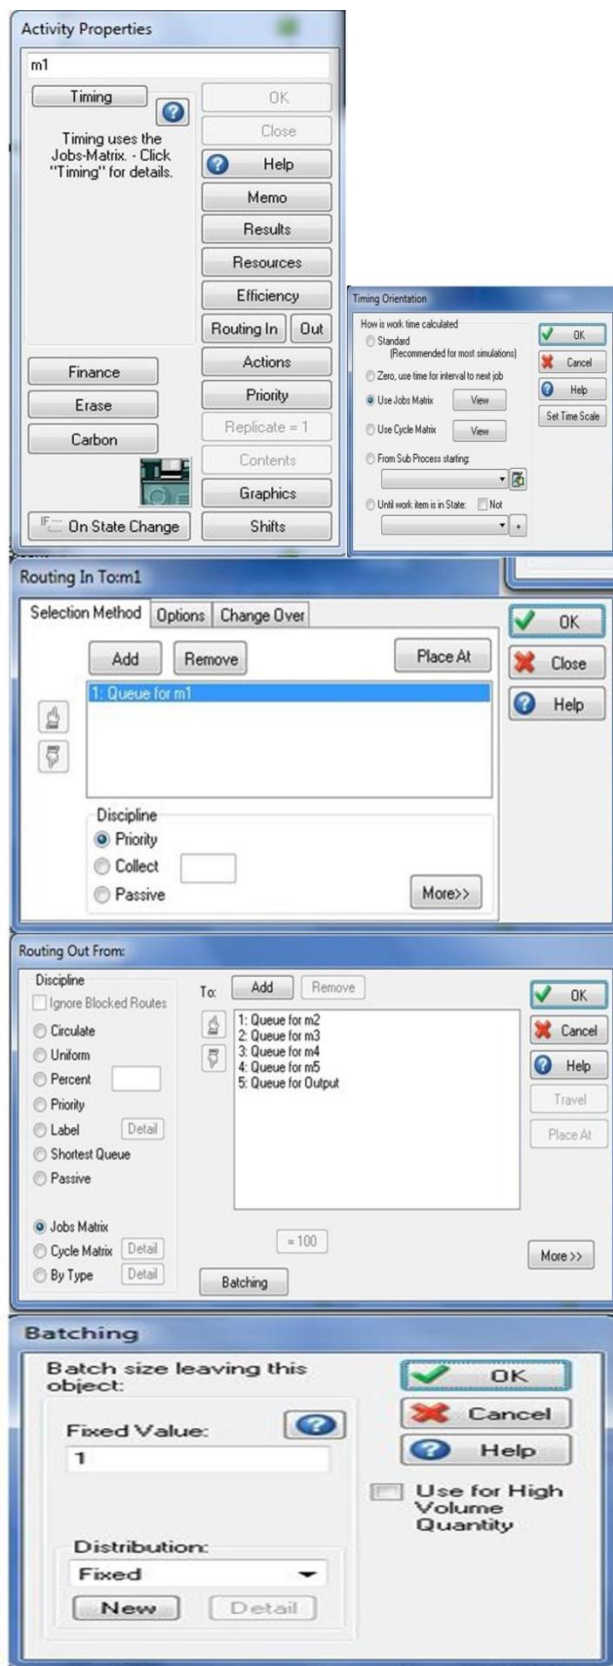 Activity Properties
m1
Timing
OK
Close
Timing uses the
Jobs-Matrix. - Click
"Timing" for details.
Help
Memo
Results
Resources
Efficiency
Routing In
Out
Actions
Priority
Replicate = 1
Contents
Graphics
Shifts
Finance
Erase
Carbon
IF
On State Change
Timing Orientation
How is work time calculated
Standard
(Recommended for most simulations)
Zero, use time for interval to next job
Use Jobs Matrix
View
Use Cycle Matrix
View
From Sub Process starting:
Until work item is in State:
Not
+
OK
Cancel
Help
Set Time Scale
Routing In To:m1
Selection Method
Options
Change Over
Add
Remove
Place At
1: Queue for m1
Discipline
Priority
Collect
Passive
More>>
OK
Close
Help
Routing Out From:
Discipline
Ignore Blocked Routes
Circulate
Uniform
Percent
Priority
Label
Detail
Shortest Queue
Passive
Jobs Matrix
Cycle Matrix
Detail
By Type
Detail
To:
Add
Remove
1: Queue for m2
2: Queue for m3
3: Queue for m4
4: Queue for m5
5: Queue for Output
= 100
Batching
OK
Cancel
Help
Travel
Place At
More >>
Batching
Batch size leaving this
object:
Fixed Value:
1
Distribution:
Fixed
New
Detail
OK
Cancel
Help
Use for High
Volume
Quantity